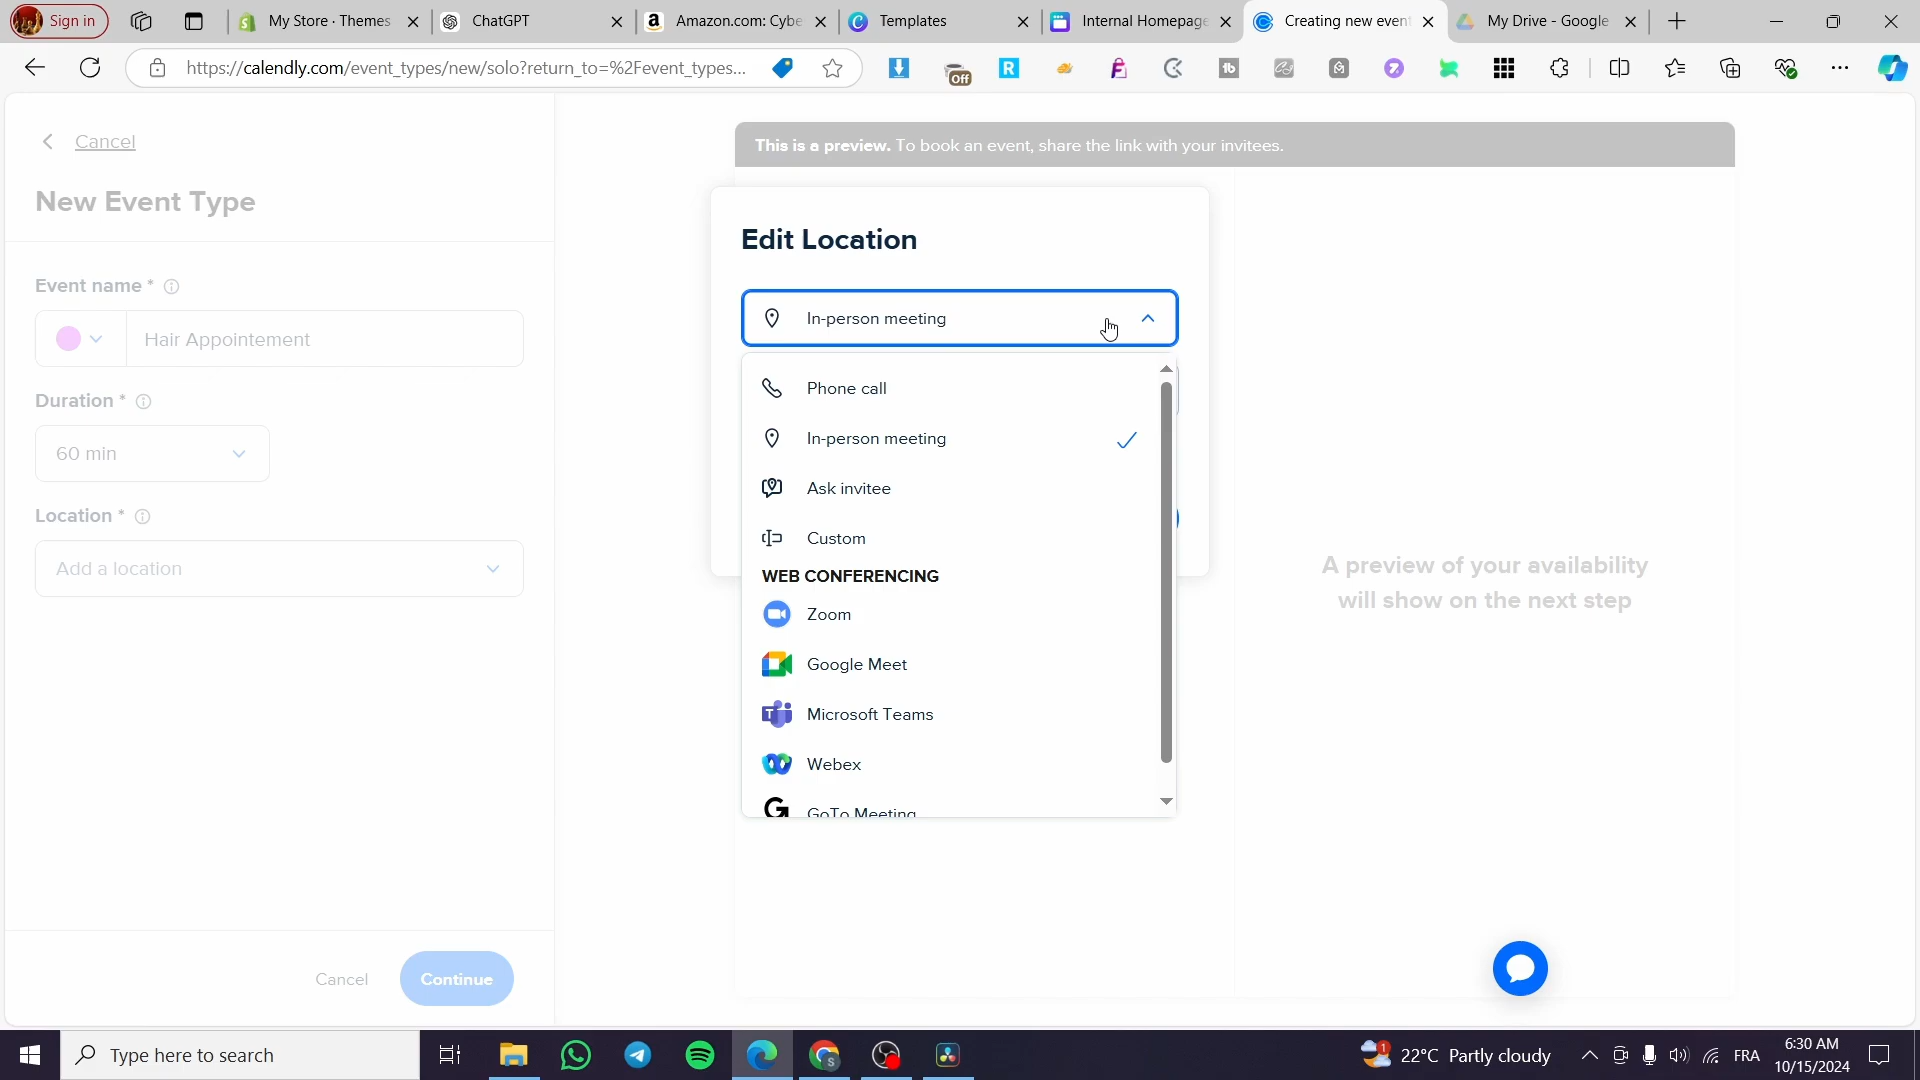 Sign in
My Store · Themes
ChatGPT
Amazon.com: Cybe
Templates
Internal Homepage
Creating new event
My Drive - Google
https://calendly.com/event_types/new/solo?return_to=%2Fevent_types...
Off
Cancel
This is a preview. To book an event, share the link with your invitees.
New Event Type
Edit Location
Event name *
In-person meeting
Hair Appointement
Phone call
Duration *
In-person meeting
60 min
Ask invitee
Location *
Custom
Add a location
WEB CONFERENCING
A preview of your availability
will show on the next step
Zoom
Google Meet
Microsoft Teams
Webex
GoTo Meeting
Cancel
Continue
Type here to search
22°C Partly cloudy
FRA
6:30 AM
10/15/2024